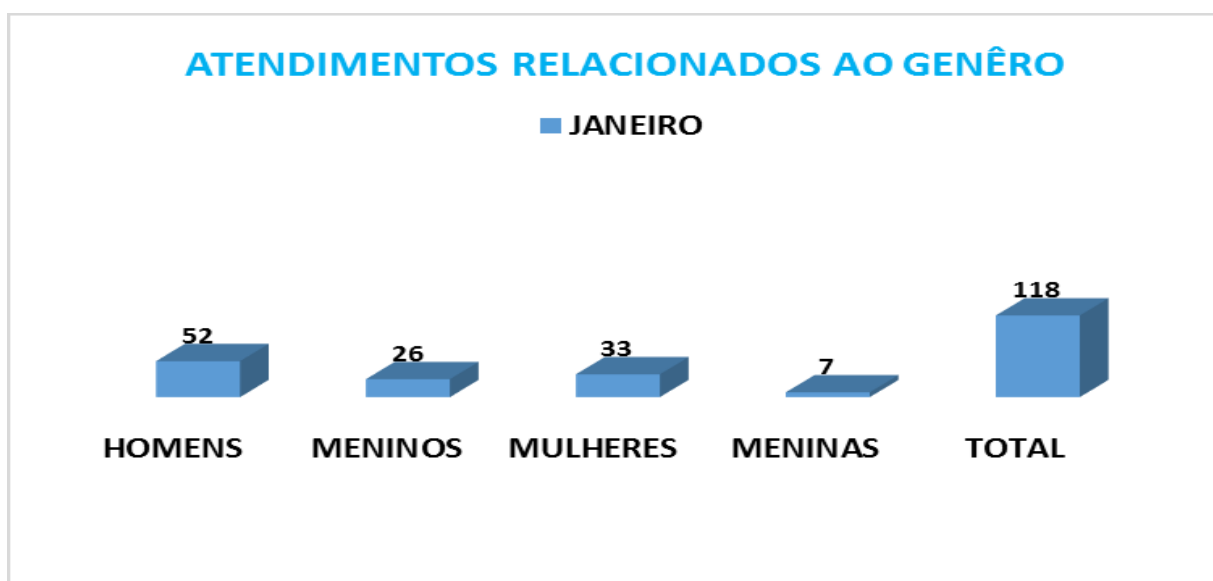 ATENDIMENTOS RELACIONADOS AO GENÊRO
JANEIRO
52 26 33 7 118
HOMENS MENINOS MULHERES MENINAS TOTAL